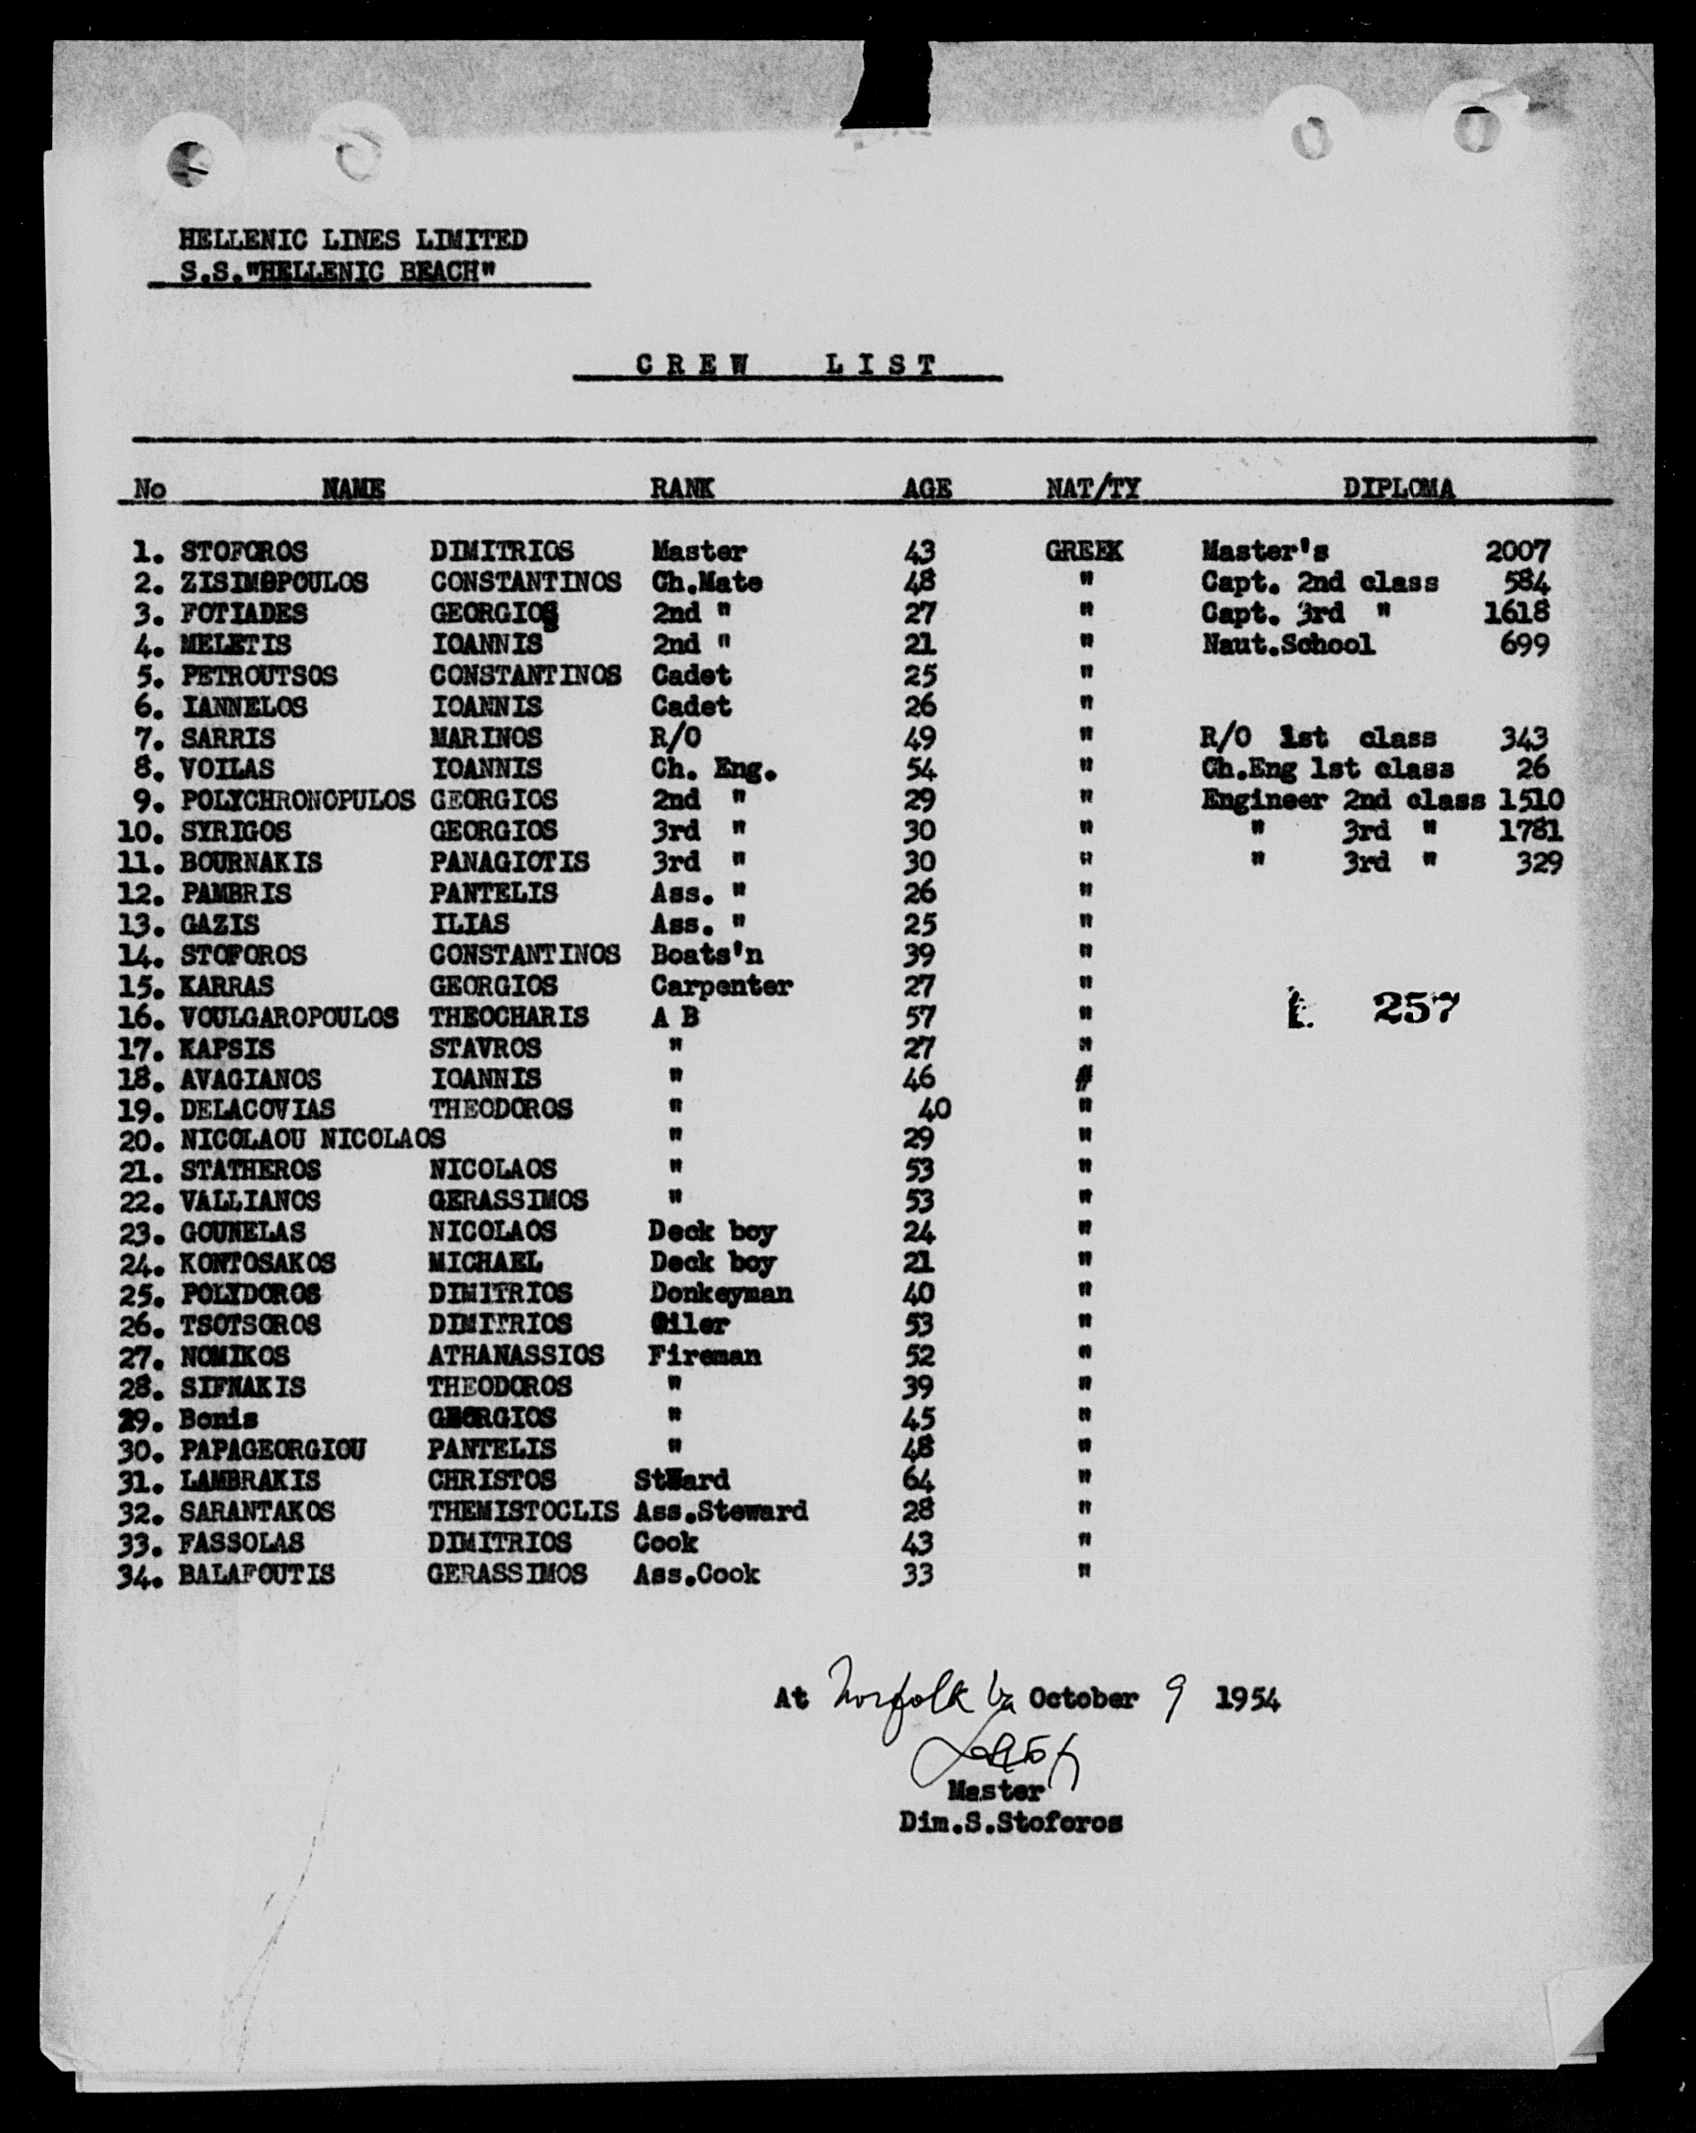 HELLENIC LINES LIMITED
S.S."HELLENIC BEACH"
CREW LIST
No NAME RANK AGE NAT/TY DIPLOMA
1. STOFOROS DIMITRIOS Master 43 GREEK Master's 2007
2. ZISIMOPOULOS CONSTANTINOS Ch.Mate 48 " Capt. 2nd class 584
3. FOTIADES GEORGIOS 2nd " 27 " Capt. 3rd " 1618
4. MELETIS IOANNIS 2nd " 21 " Naut.School 699
5. PETROUTSOS CONSTANTINOS Cadet 25 "
6. IANNELOS IOANNIS Cadet 26 "
7. SARRIS MARINOS R/O 49 " R/O 1st class 343
8. VOILAS IOANNIS Ch. Eng. 54 " Ch.Eng 1st class 26
9. POLYCHRONOPULOS GEORGIOS 2nd " 29 " Engineer 2nd class 1510
10. SYRIGOS GEORGIOS 3rd " 30 " " 3rd " 1781
11. BOURNAKIS PANAGIOTIS 3rd " 30 " " 3rd " 329
12. PAMBRIS PANTELIS Ass. " 26 "
13. GAZIS ILIAS Ass. " 25 "
14. STOFOROS CONSTANTINOS Boats'n 39 "
15. KARRAS GEORGIOS Carpenter 27 "
16. VOULGAROPOULOS THEOCHARIS A B 57 " 257
17. KAPSIS STAVROS " 27 "
18. AVAGIANOS IOANNIS " 46 "
19. DELACOVIAS THEODOROS " 40 "
20. NICOLAOU NICOLAOS " 29 "
21. STATHEROS NICOLAOS " 53 "
22. VALLIANOS GERASSIMOS " 53 "
23. GOUNELAS NICOLAOS Deck boy 24 "
24. KONTOSAKOS MICHAEL Deck boy 21 "
25. POLYDOROS DIMITRIOS Donkeyman 40 "
26. TSOTSOROS DIMITRIOS Oiler 53 "
27. NOMIKOS ATHANASSIOS Fireman 52 "
28. SIFNAKIS THEODOROS " 39 "
29. Bonis GEORGIOS " 45 "
30. PAPAGEORGIOU PANTELIS " 48 "
31. LAMBRAKIS CHRISTOS StWard 64 "
32. SARANTAKOS THEMISTOCLIS Ass.Steward 28 "
33. FASSOLAS DIMITRIOS Cook 43 "
34. BALAFOUTIS GERASSIMOS Ass.Cook 33 "
At Norfolk Va October 9 1954
Master
Dim.S.Stoforos